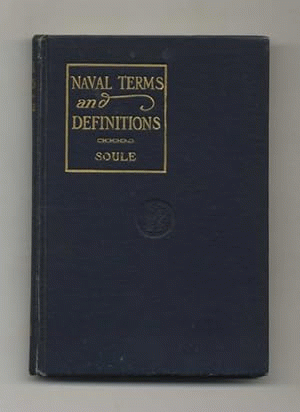 NAVAL TERMS
and
DEFINITIONS
SOULE